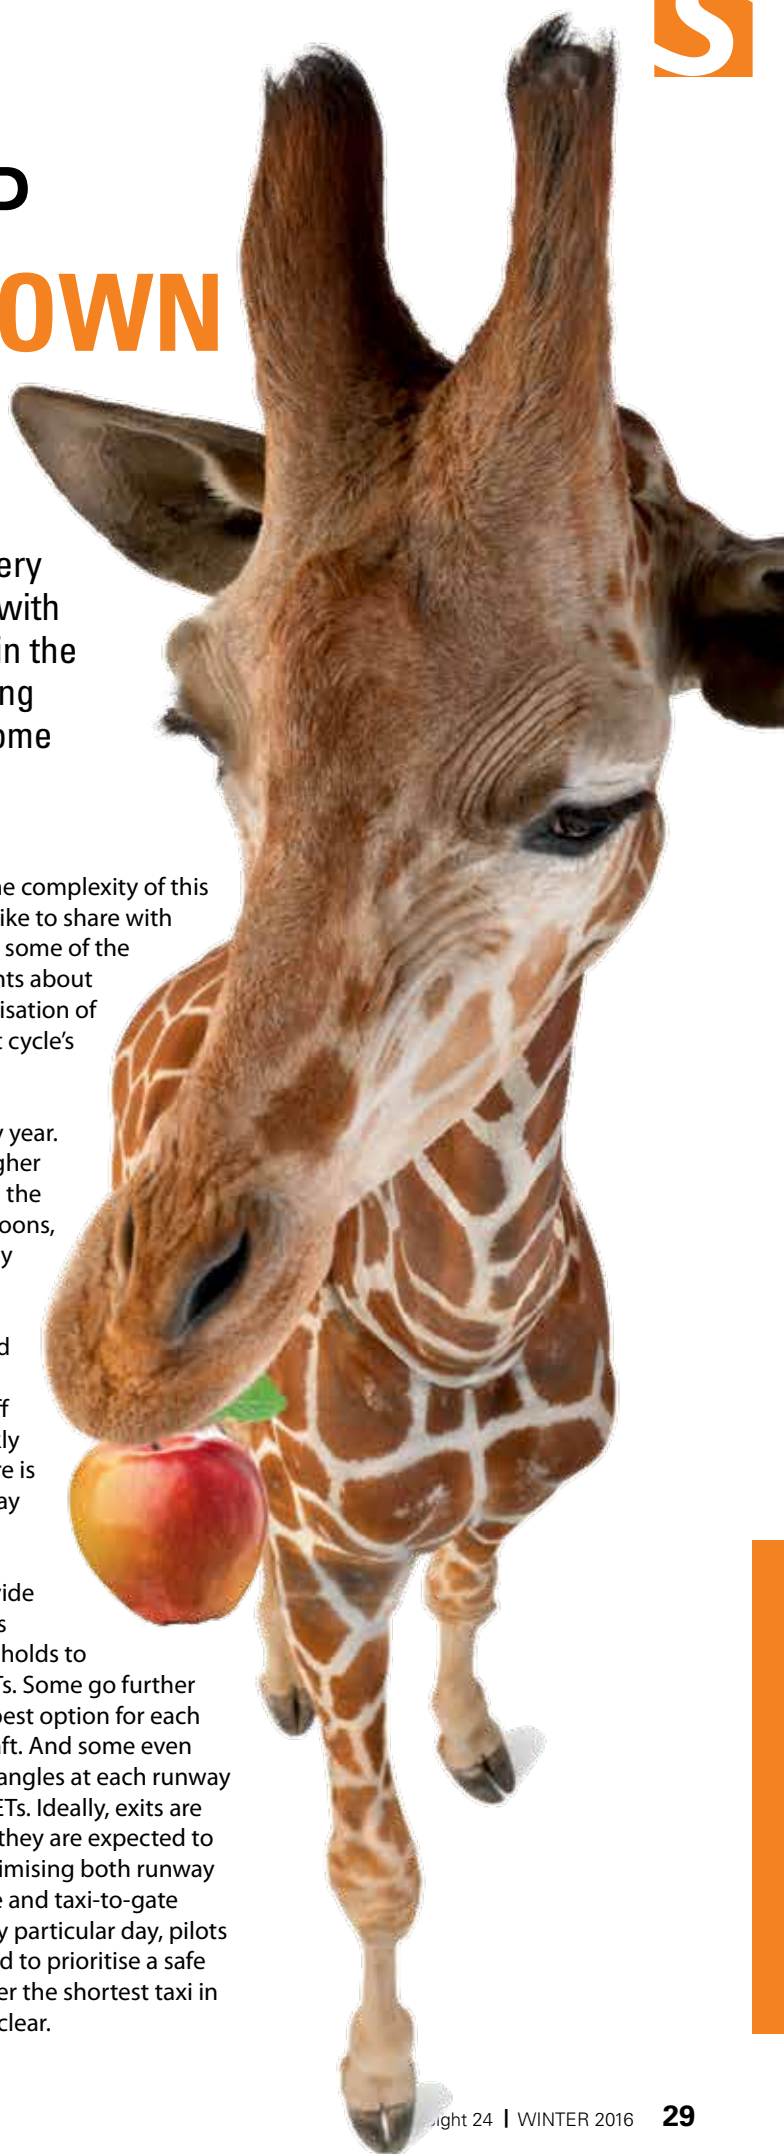 S
OWN
ery
with
in the
ng
ome
e complexity of this
ike to share with
some of the
nts about
isation of
cycle's
year.
gher
the
oons,
y
d
ff
ly
e is
ay
ide
s
holds to
Ts. Some go further
best option for each
ft. And some even
angles at each runway
ETs. Ideally, exits are
they are expected to
imising both runway
e and taxi-to-gate
y particular day, pilots
d to prioritise a safe
er the shortest taxi in
clear.
ight 24 | WINTER 2016 29